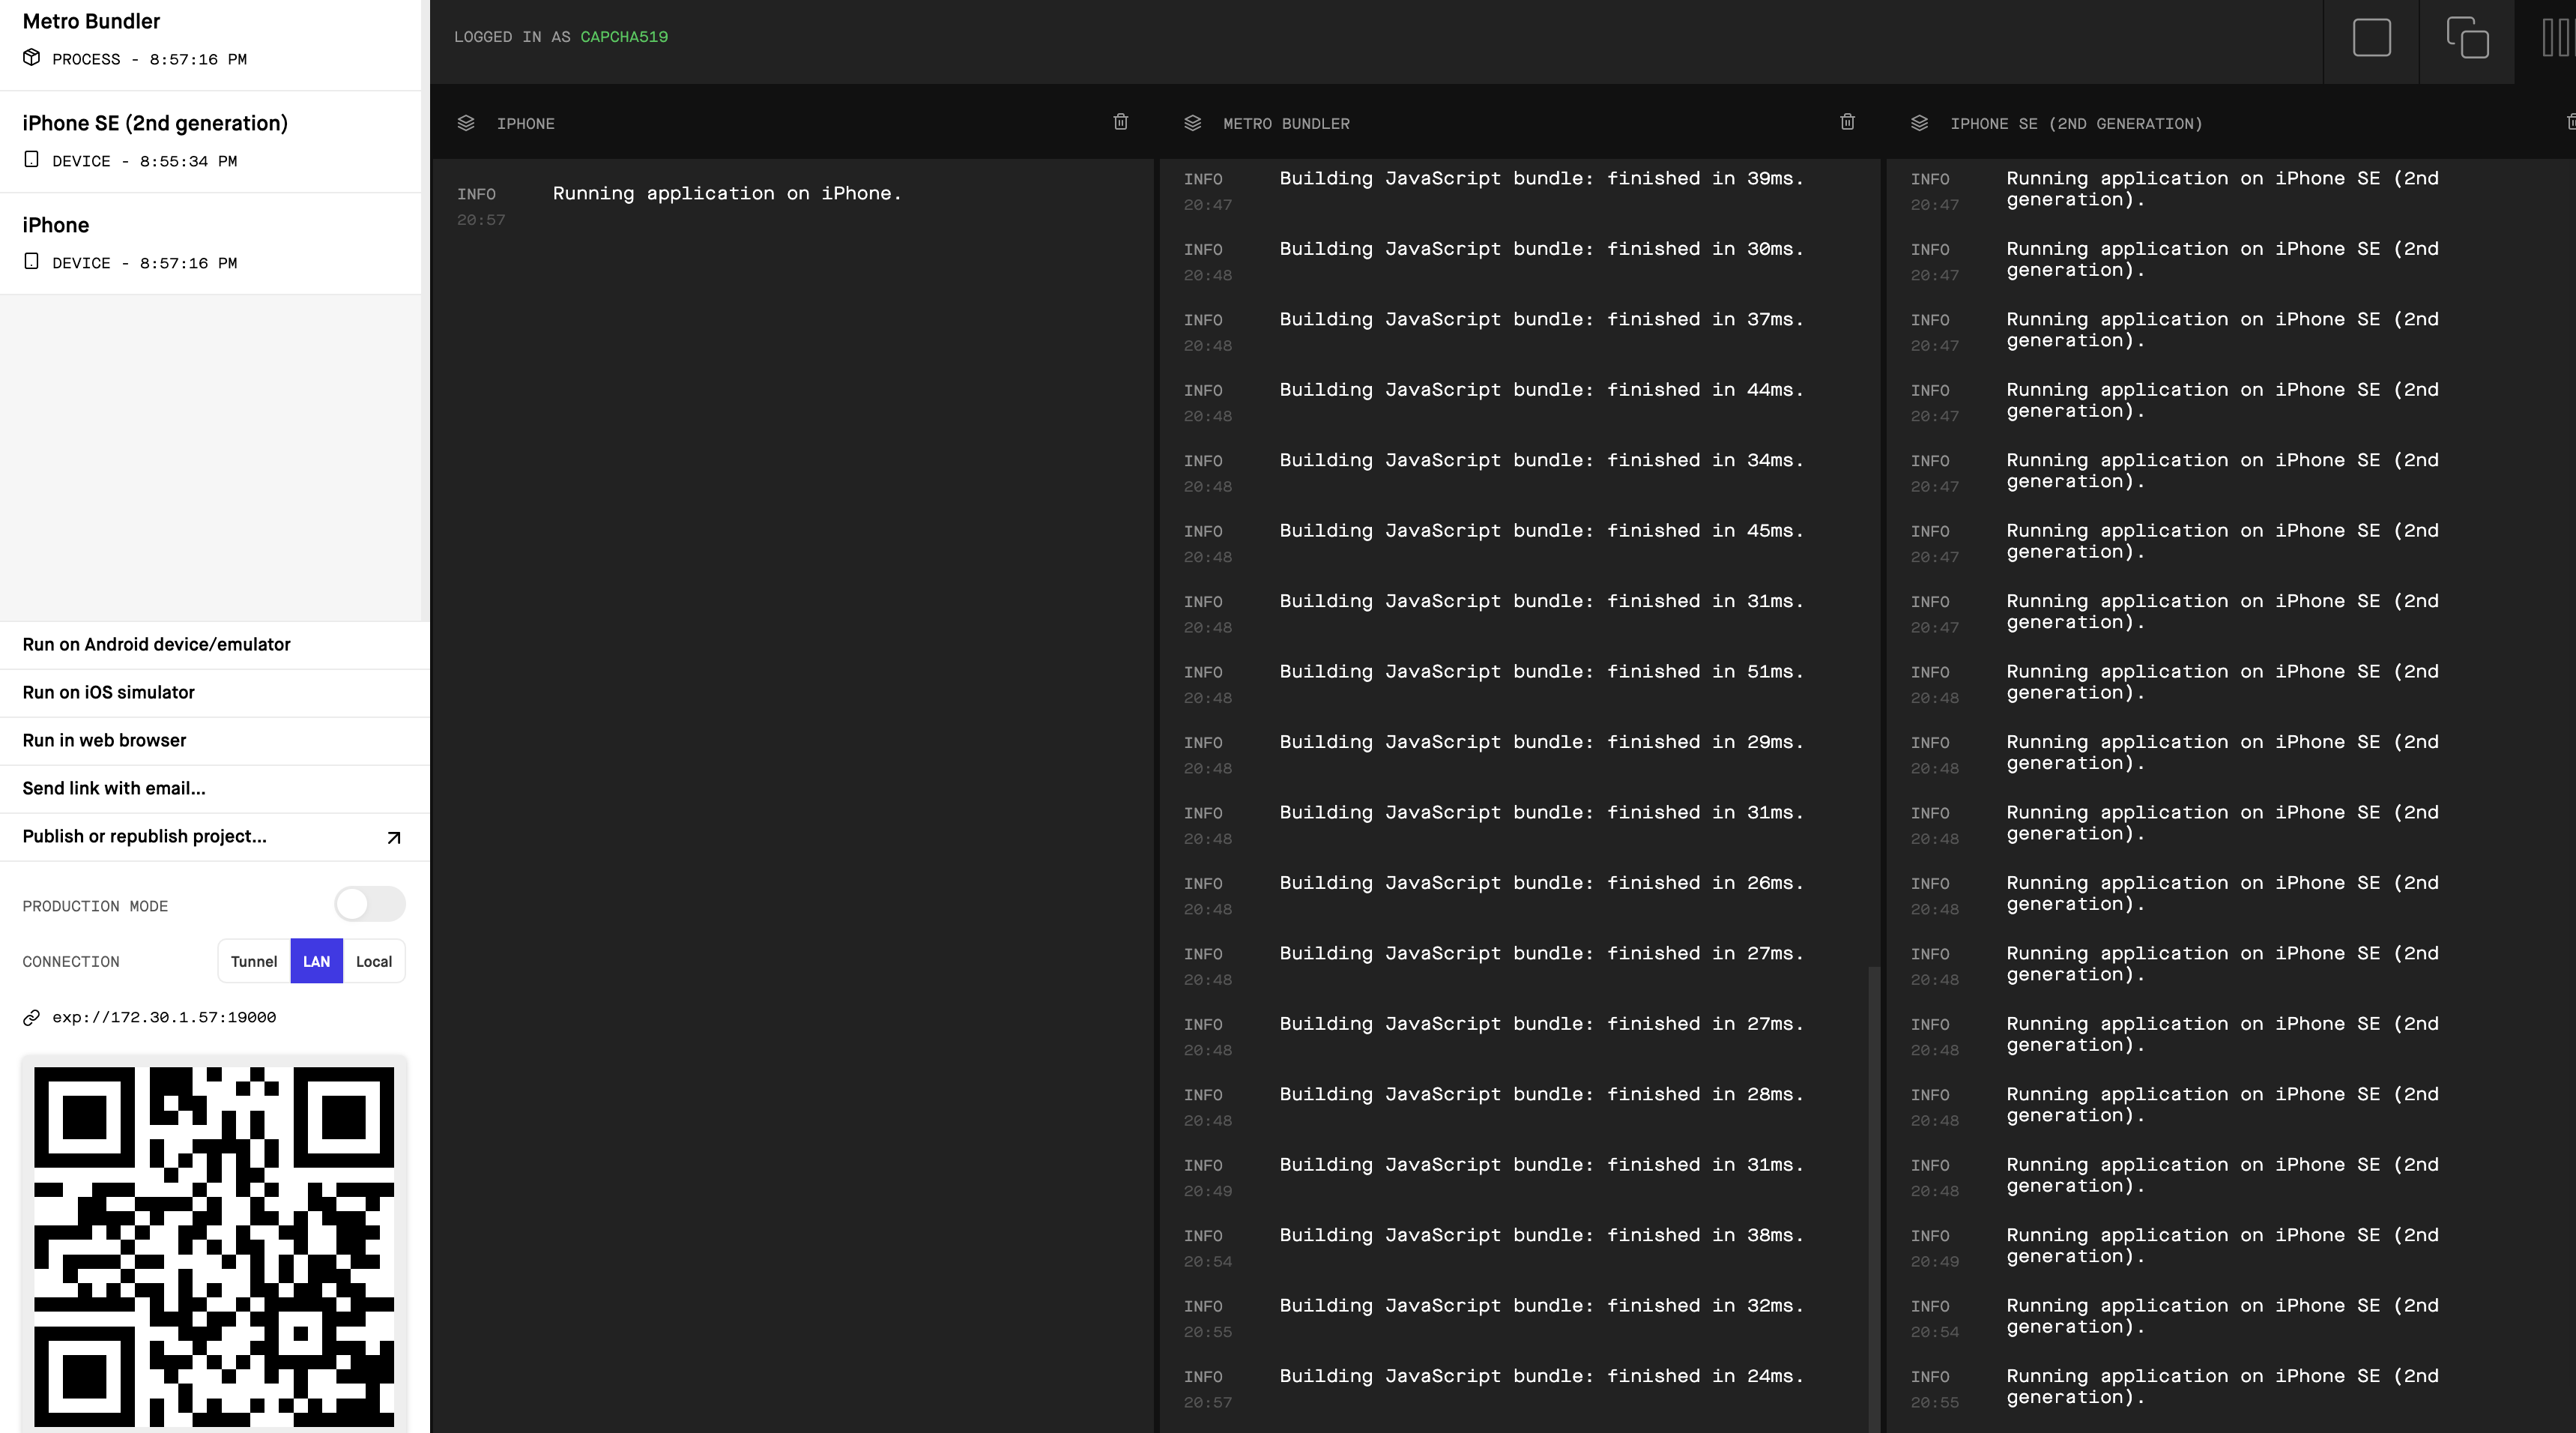 Metro Bundler
PROCESS - 8:57:16 PM
iPhone SE (2nd generation)
DEVICE - 8:55:34 PM
iPhone
DEVICE - 8:57:16 PM
Run on Android device/emulator
Run on iOS simulator
Run in web browser
Send link with email...
Publish or republish project...
PRODUCTION MODE
CONNECTION
Tunnel LAN Local
exp://172.30.1.57:19000
LOGGED IN AS CAPCHA519
IPHONE
INFO Running application on iPhone.
20:57
METRO BUNDLER
INFO Building JavaScript bundle: finished in 39ms.
20:47
INFO Building JavaScript bundle: finished in 30ms.
20:48
INFO Building JavaScript bundle: finished in 37ms.
20:48
INFO Building JavaScript bundle: finished in 44ms.
20:48
INFO Building JavaScript bundle: finished in 34ms.
20:48
INFO Building JavaScript bundle: finished in 45ms.
20:48
INFO Building JavaScript bundle: finished in 31ms.
20:48
INFO Building JavaScript bundle: finished in 51ms.
20:48
INFO Building JavaScript bundle: finished in 29ms.
20:48
INFO Building JavaScript bundle: finished in 31ms.
20:48
INFO Building JavaScript bundle: finished in 26ms.
20:48
INFO Building JavaScript bundle: finished in 27ms.
20:48
INFO Building JavaScript bundle: finished in 27ms.
20:48
INFO Building JavaScript bundle: finished in 28ms.
20:48
INFO Building JavaScript bundle: finished in 31ms.
20:49
INFO Building JavaScript bundle: finished in 38ms.
20:54
INFO Building JavaScript bundle: finished in 32ms.
20:55
INFO Building JavaScript bundle: finished in 24ms.
20:57
IPHONE SE (2ND GENERATION)
INFO Running application on iPhone SE (2nd
generation).
20:47
INFO Running application on iPhone SE (2nd
generation).
20:47
INFO Running application on iPhone SE (2nd
generation).
20:47
INFO Running application on iPhone SE (2nd
generation).
20:47
INFO Running application on iPhone SE (2nd
generation).
20:47
INFO Running application on iPhone SE (2nd
generation).
20:47
INFO Running application on iPhone SE (2nd
generation).
20:47
INFO Running application on iPhone SE (2nd
generation).
20:48
INFO Running application on iPhone SE (2nd
generation).
20:48
INFO Running application on iPhone SE (2nd
generation).
20:48
INFO Running application on iPhone SE (2nd
generation).
20:48
INFO Running application on iPhone SE (2nd
generation).
20:48
INFO Running application on iPhone SE (2nd
generation).
20:48
INFO Running application on iPhone SE (2nd
generation).
20:48
INFO Running application on iPhone SE (2nd
generation).
20:48
INFO Running application on iPhone SE (2nd
generation).
20:49
INFO Running application on iPhone SE (2nd
generation).
20:54
INFO Running application on iPhone SE (2nd
generation).
20:55